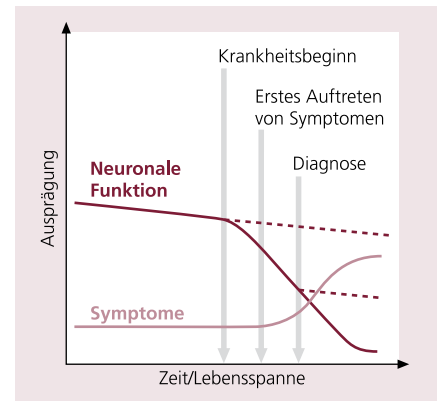 Krankheitsbeginn
Erstes Auftreten
von Symptomen
Diagnose
Neuronale
Funktion
Symptome
Ausprägung
Zeit/Lebensspanne